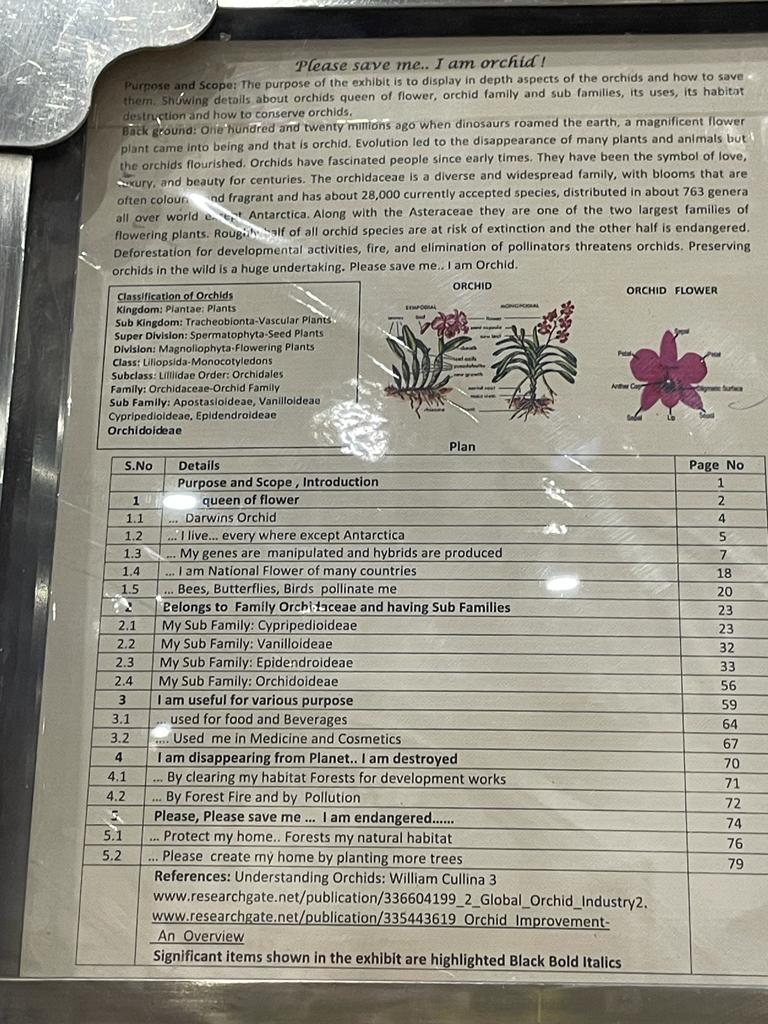 Please save me.. I am orchid !
Purpose and Scope: The purpose of the exhibit is to display in depth aspects of the orchids and how to save
them. Showing details about orchids queen of flower, orchid family and sub families, its uses, its habitat
destruction and how to conserve orchids.
Back ground: One hundred and twenty millions ago when dinosaurs roamed the earth, a magnificent flower
plant came into being and that is orchid. Evolution led to the disappearance of many plants and animals but
the orchids flourished. Orchids have fascinated people since early times. They have been the symbol of love,
luxury, and beauty for centuries. The orchidaceae is a diverse and widespread family, with blooms that are
often and fragrant and has about 28,000 currently accepted species, distributed in about 763 genera
all over world except Antarctica. Along with the Asteraceae they are one of the two largest families of
flowering plants. Roughly half of all orchid species are at risk of extinction and the other half is endangered.
Deforestation for developmental activities, fire, and elimination of pollinators threatens orchids. Preserving
orchids in the wild is a huge undertaking. Please save me.. I am Orchid.
Classification of Orchids
Kingdom: Plantae: Plants
Sub Kingdom: Tracheobionta-Vascular Plants
Super Division: Spermatophyta-Seed Plants
Division: Magnoliophyta-Flowering Plants
Class: Liliopsida-Monocotyledons
Subclass: Lilliidae Order: Orchidales
Family: Orchidaceae-Orchid Family
Sub Family: Apostasioideae, Vanilloideae
Cypripedioideae, Epidendroideae
Orchidoideae
ORCHID
SYMPODIAL
MONOPODIAL
ORCHID FLOWER
Sepal
Petal
Petal
Anther Cap
Stigmatic Surface
Sepal
Lip
Sepal
Plan
S.No Details Page No
Purpose and Scope , Introduction 1
1 queen of flower 2
1.1 ... Darwins Orchid 4
1.2 ... I live... every where except Antarctica 5
1.3 ... My genes are manipulated and hybrids are produced 7
1.4 ... I am National Flower of many countries 18
1.5 ... Bees, Butterflies, Birds pollinate me 20
2 Belongs to Family Orchidaceae and having Sub Families 23
2.1 My Sub Family: Cypripedioideae 23
2.2 My Sub Family: Vanilloideae 32
2.3 My Sub Family: Epidendroideae 33
2.4 My Sub Family: Orchidoideae 56
3 I am useful for various purpose 59
3.1 ... used for food and Beverages 64
3.2 .... Used me in Medicine and Cosmetics 67
4 I am disappearing from Planet.. I am destroyed 70
4.1 ... By clearing my habitat Forests for development works 71
4.2 ... By Forest Fire and by Pollution 72
5 Please, Please save me ... I am endangered...... 74
5.1 ... Protect my home.. Forests my natural habitat 76
5.2 ... Please create my home by planting more trees 79
References: Understanding Orchids: William Cullina 3
www.researchgate.net/publication/336604199_2_Global_Orchid_Industry2.
www.researchgate.net/publication/335443619_Orchid_Improvement-
An_Overview
Significant items shown in the exhibit are highlighted Black Bold Italics